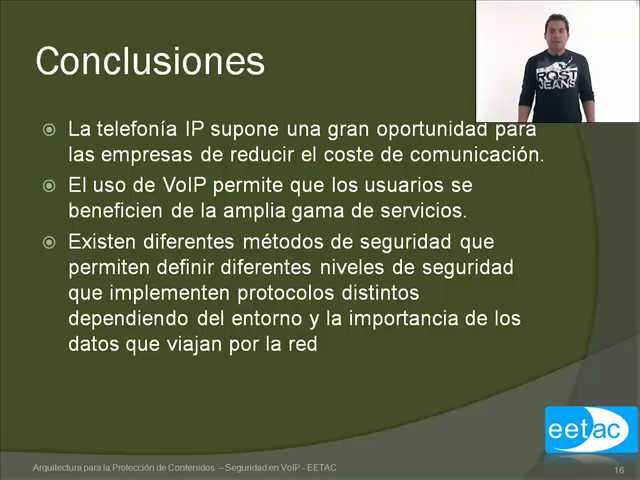 Conclusiones
La telefonía IP supone una gran oportunidad para
las empresas de reducir el coste de comunicación.
El uso de VoIP permite que los usuarios se
beneficien de la amplia gama de servicios.
Existen diferentes métodos de seguridad que
permiten definir diferentes niveles de seguridad
que implementen protocolos distintos
dependiendo del entorno y la importancia de los
datos que viajan por la red
ROST
JEANS
eetac
Arquitectura para la Protección de Contenidos – Seguridad en VoIP - EETAC
16